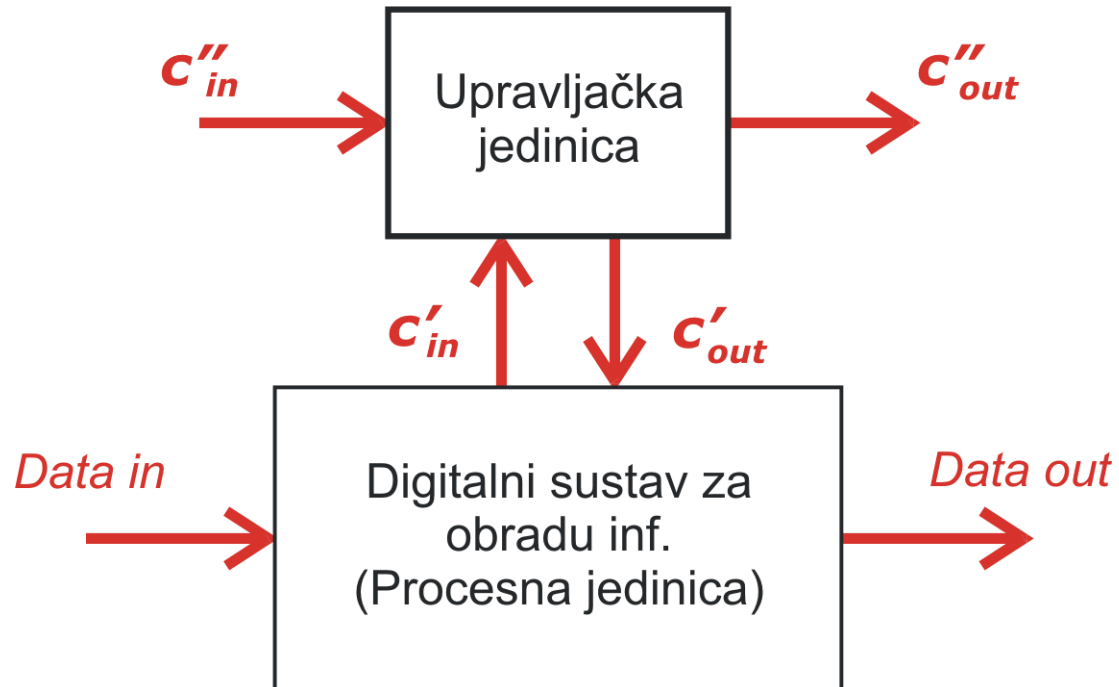 c″in
Upravljačka
jedinica
c″out
c′in
c′out
Data in
Digitalni sustav za
obradu inf.
(Procesna jedinica)
Data out